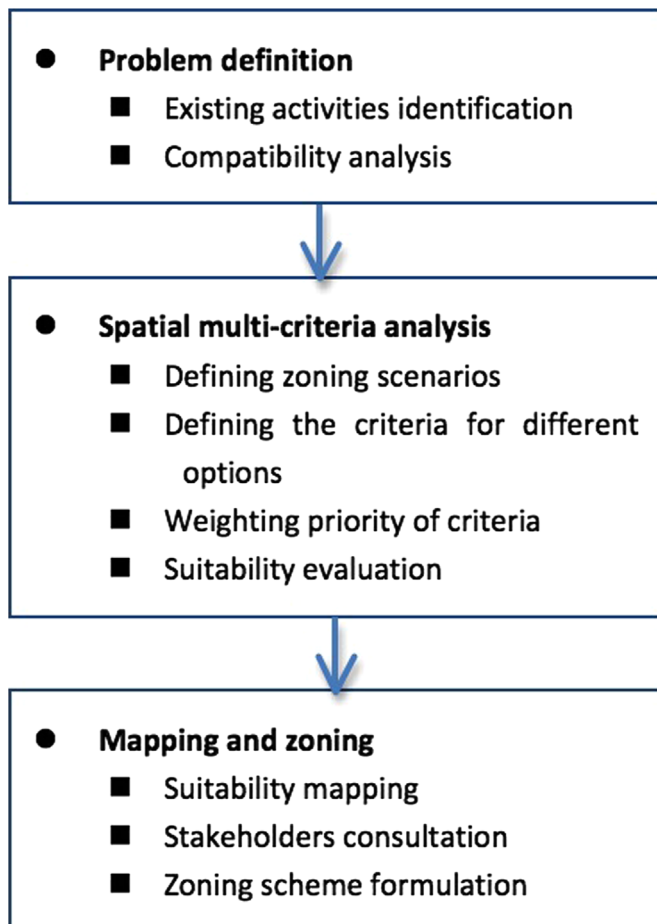 Problem definition
Existing activities identification
Compatibility analysis
Spatial multi-criteria analysis
Defining zoning scenarios
Defining the criteria for different
options
Weighting priority of criteria
Suitability evaluation
Mapping and zoning
Suitability mapping
Stakeholders consultation
Zoning scheme formulation